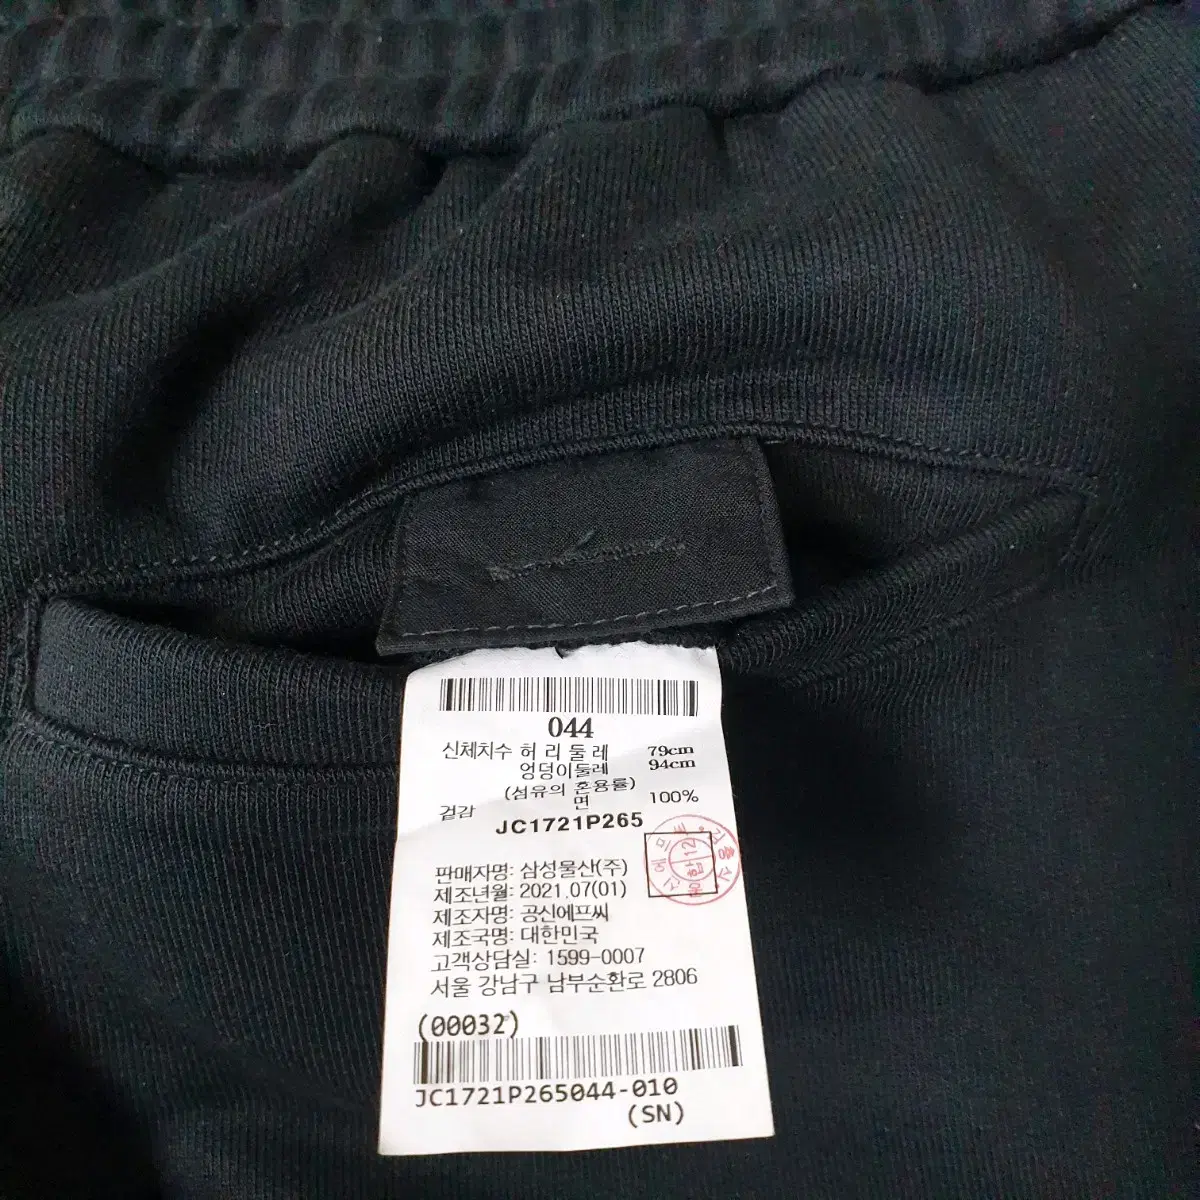 044
신체치수 허 리 둘 레 79cm
엉덩이둘레 94cm
(섬유의 혼용률)
겉감 면 100%
JC1721P265
판매자명: 삼성물산(주)
제조년월: 2021.07(01)
제조자명: 공신에프씨
제조국명: 대한민국
고객상담실: 1599-0007
서울 강남구 남부순환로 2806
(00032)
JC1721P265044-010
(SN)